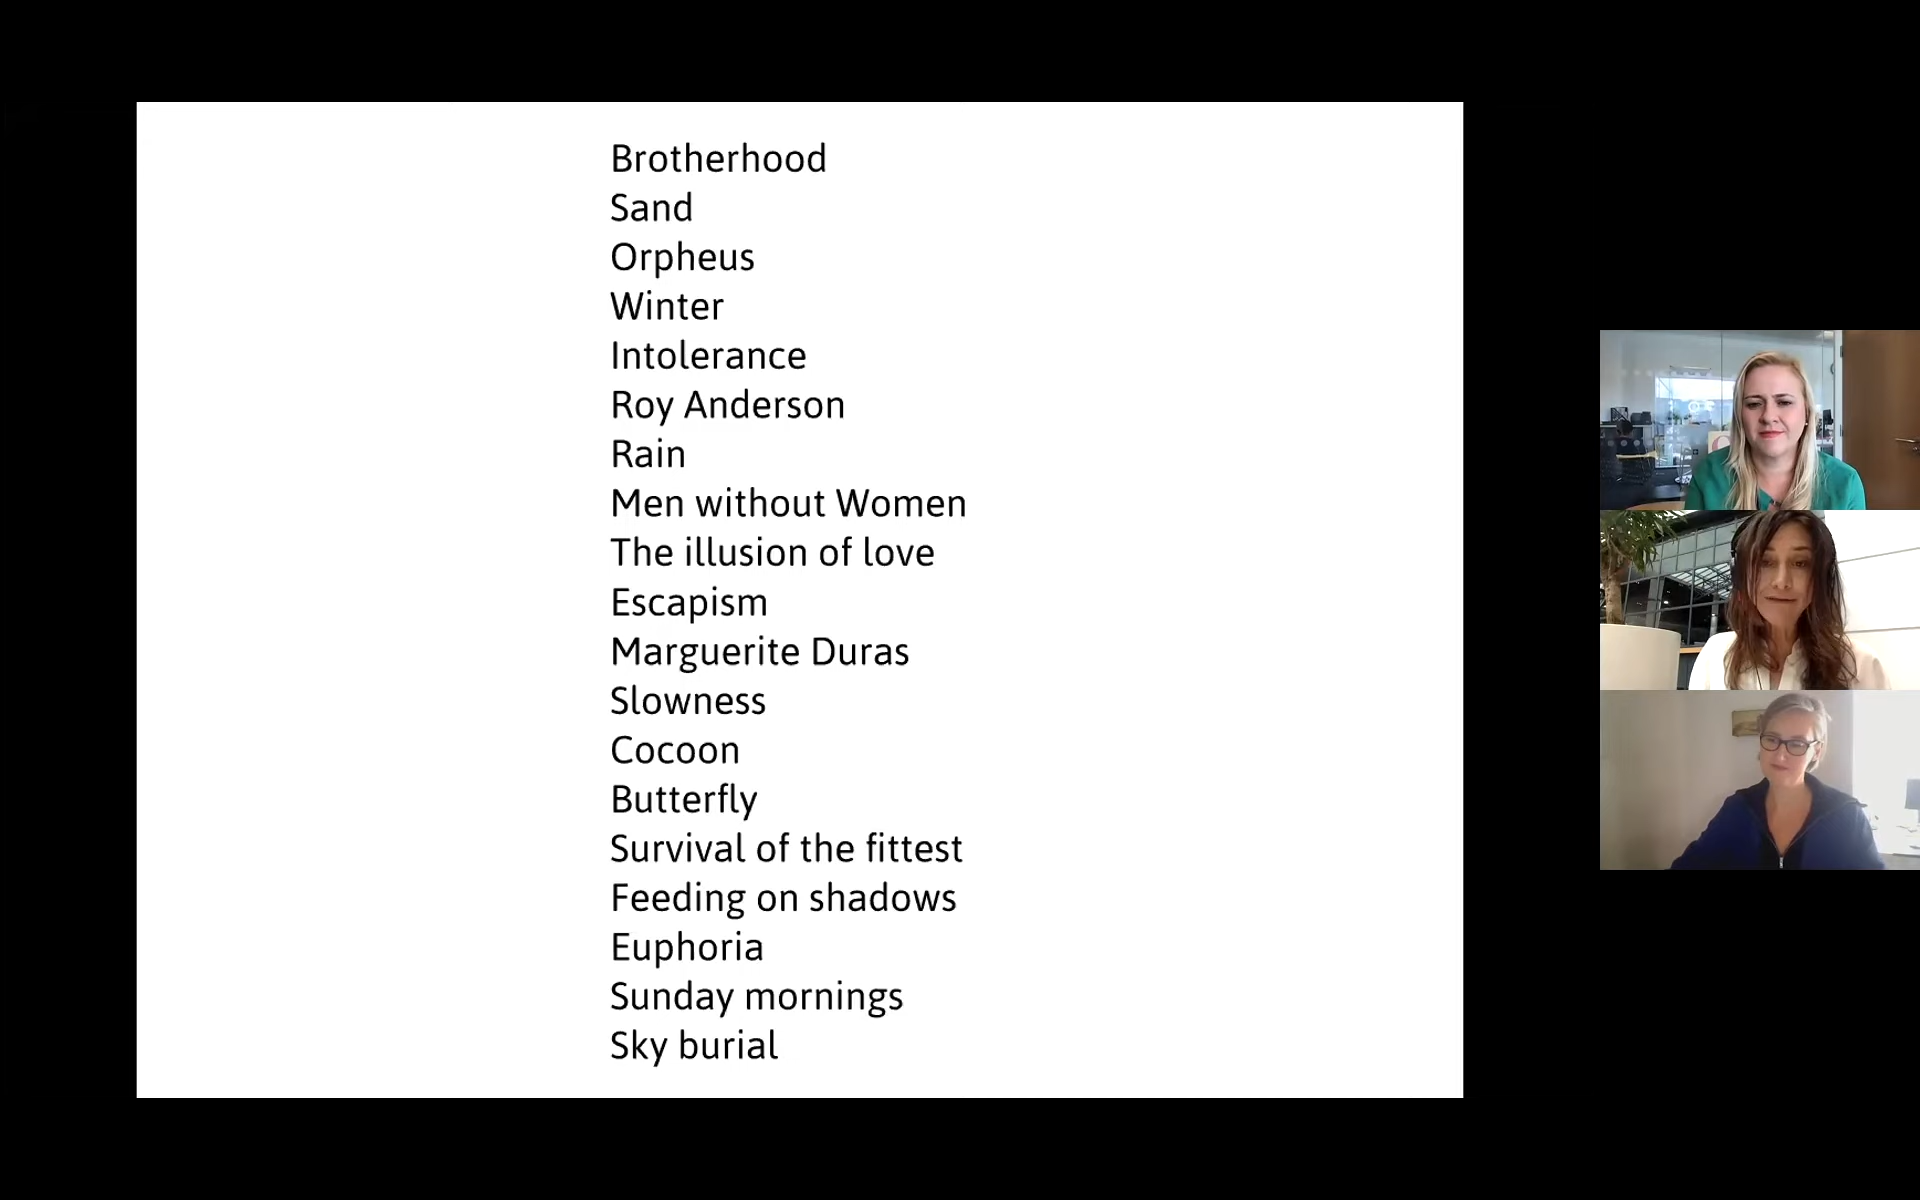 Brotherhood
Sand
Orpheus
Winter
Intolerance
Roy Anderson
Rain
Men without Women
The illusion of love
Escapism
Marguerite Duras
Slowness
Cocoon
Butterfly
Survival of the fittest
Feeding on shadows
Euphoria
Sunday mornings
Sky burial